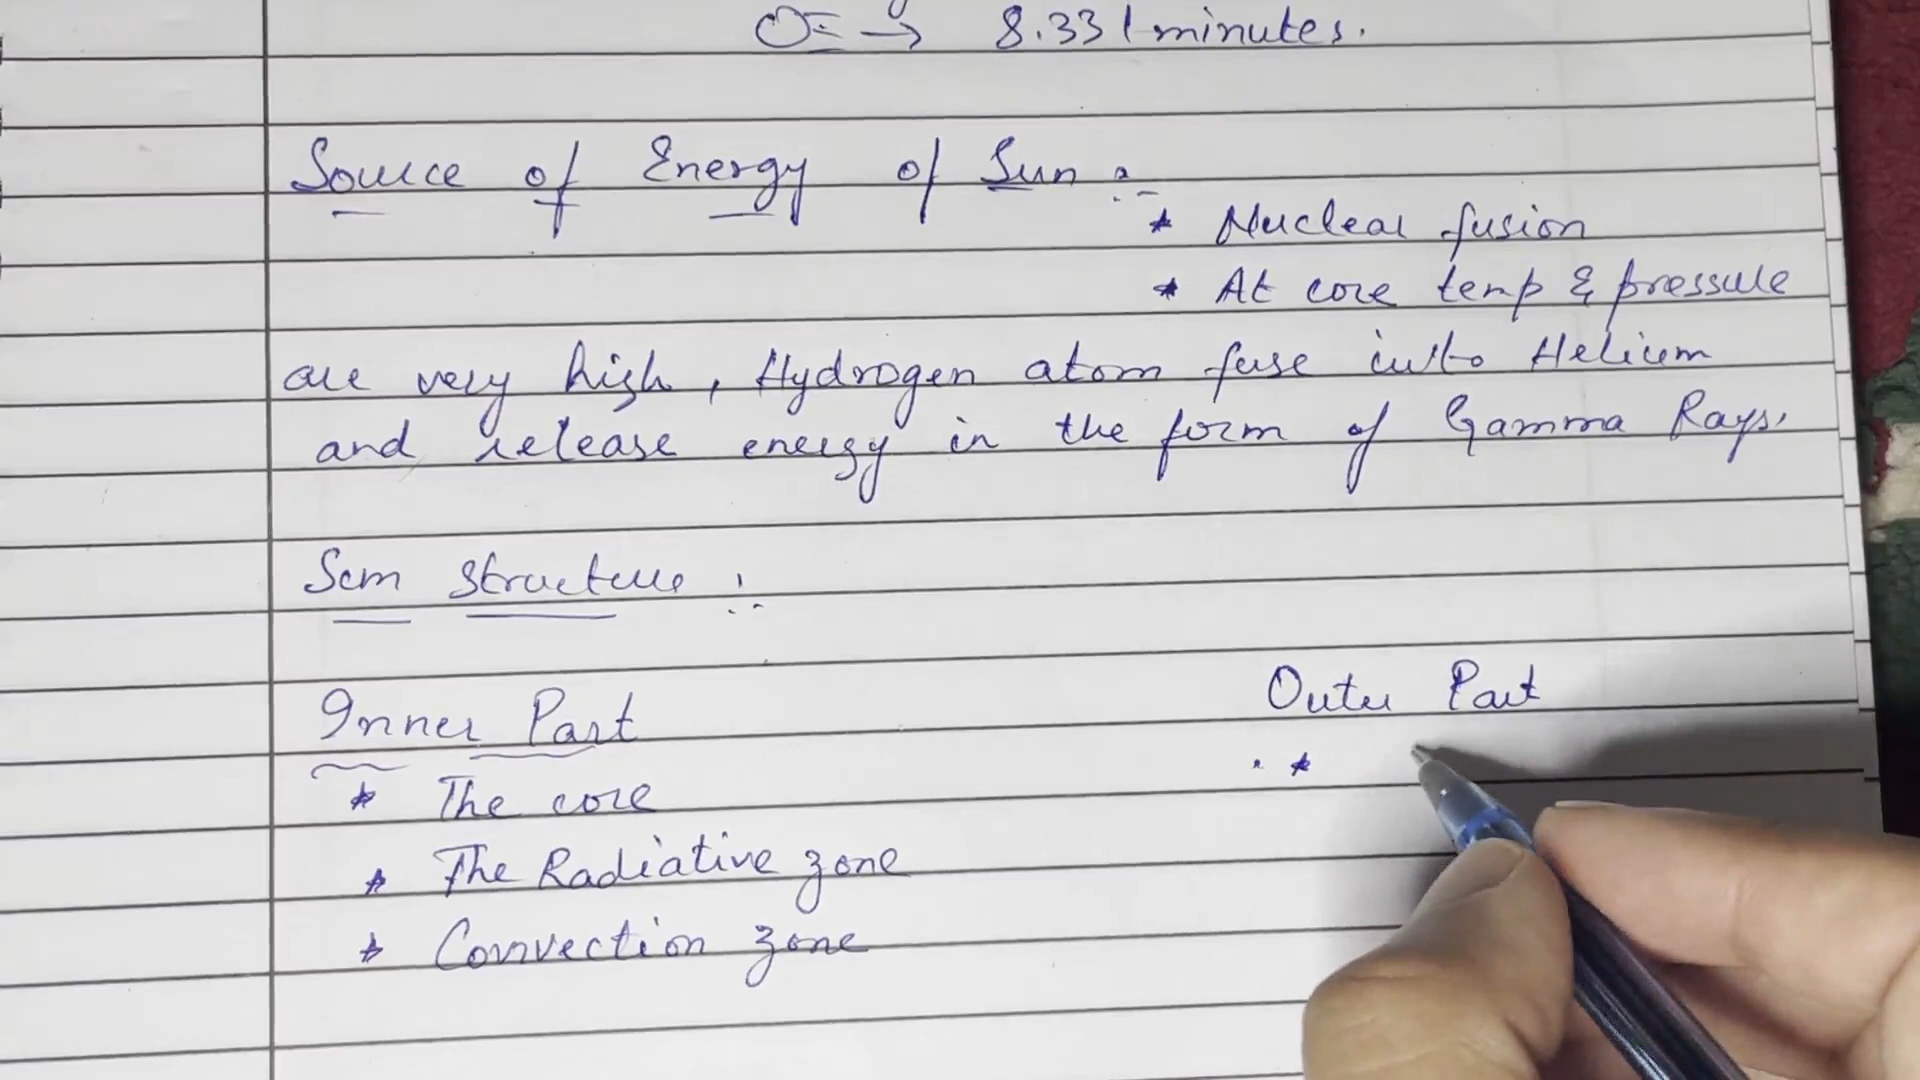 8.331 minutes.
Source of Energy of Sun :-
* Nuclear fusion
* At core temp & pressure
are very high, Hydrogen atom fuse into Helium
and release energy in the form of Gamma Rays.
Sun Structure :-
Inner Part
Outer Part
* The core
*
* The Radiative zone
* Convection zone